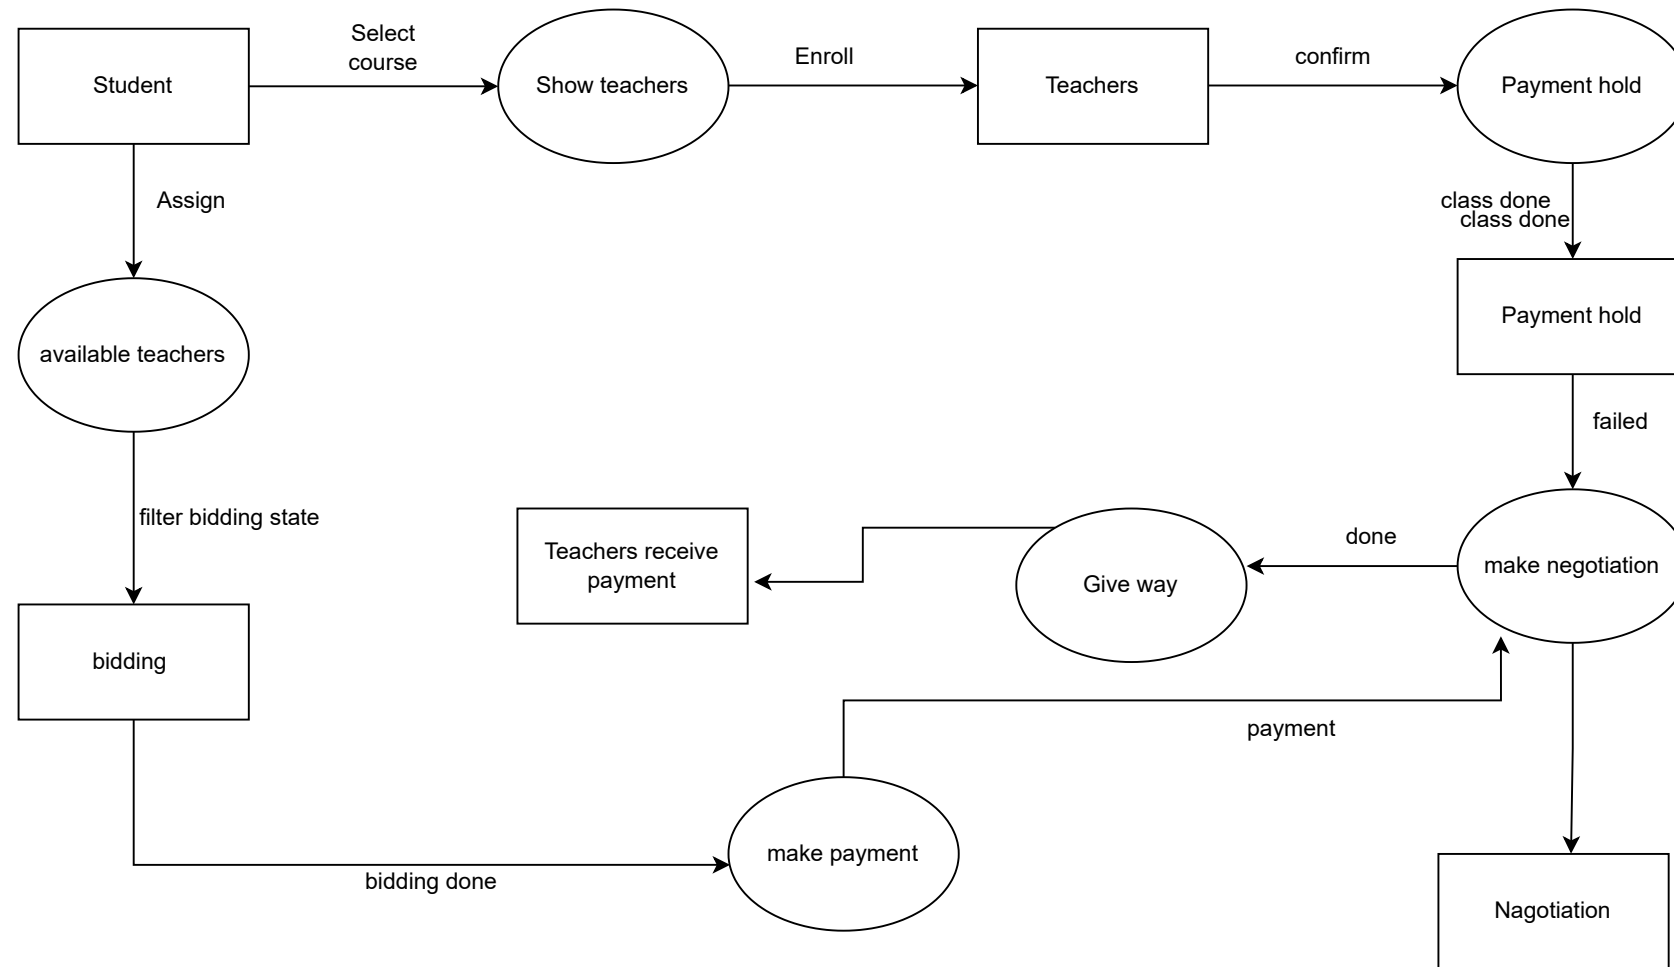 Select
course
Enroll
confirm
Student
Show teachers
Teachers
Payment hold
Assign
class done
class done
Payment hold
available teachers
failed
filter bidding state
done
Teachers receive
payment
Give way
make negotiation
bidding
payment
make payment
bidding done
Nagotiation